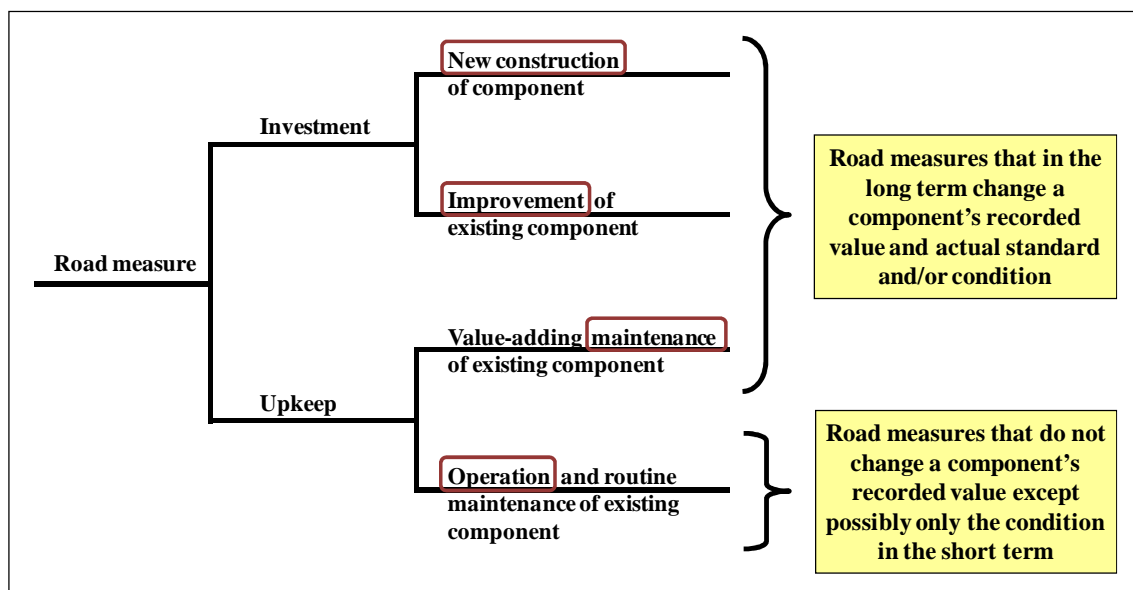 New construction
of component
Investment
Improvement of
existing component
Road measure
Value-adding maintenance
of existing component
Upkeep
Operation and routine
maintenance of existing
component
Road measures that in the
long term change a
component's recorded
value and actual standard
and/or condition
Road measures that do not
change a component's
recorded value except
possibly only the condition
in the short term